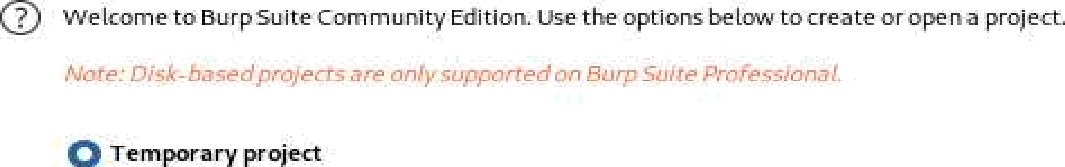 ?
Welcome to Burp Suite Community Edition. Use the options below to create or open a project.
Note: Disk-based projects are only supported on Burp Suite Professional.
Temporary project